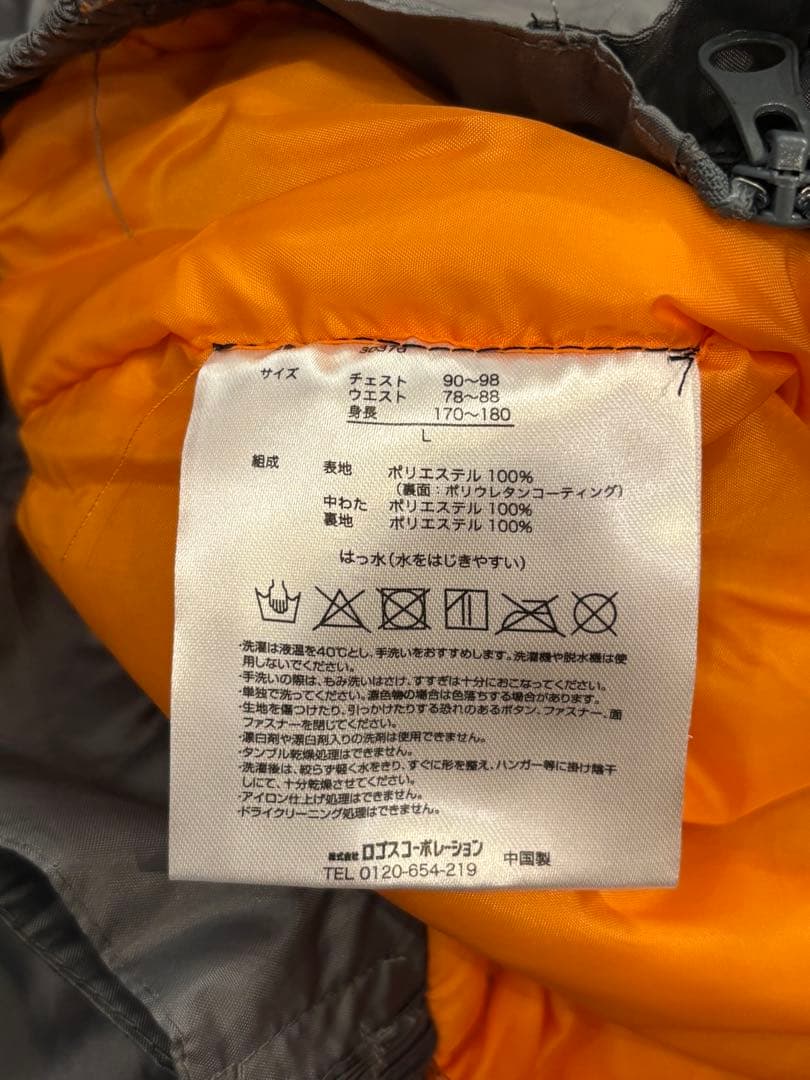 サイズ
チェスト 90〜98
ウエスト 78〜88
身長 170〜180
L
組成 表地 ポリエステル 100%
（裏面：ポリウレタンコーティング）
中わた ポリエステル 100%
裏地 ポリエステル 100%
はっ水（水をはじきやすい）
・洗濯は液温を40℃とし、手洗いをおすすめします。洗濯機や脱水機は使
用しないでください。
・手洗いの際は、もみ洗いはさけ、すすぎは十分におこなってください。
・単独で洗ってください。濃色物の場合は色落ちする場合があります。
・生地を傷つけたり、引っかけたりする恐れのあるボタン、ファスナー、面
ファスナーを閉じてください。
・漂白剤や漂白剤入りの洗剤は使用できません。
・タンブル乾燥処理はできません。
・洗濯後は、絞らず軽く水をきり、すぐに形を整え、ハンガー等に掛け陰干
しにて、十分乾燥させてください。
・アイロン仕上げ処理はできません。
・ドライクリーニング処理はできません。
株式会社 ロゴスコーポレーション 中国製
TEL 0120-654-219